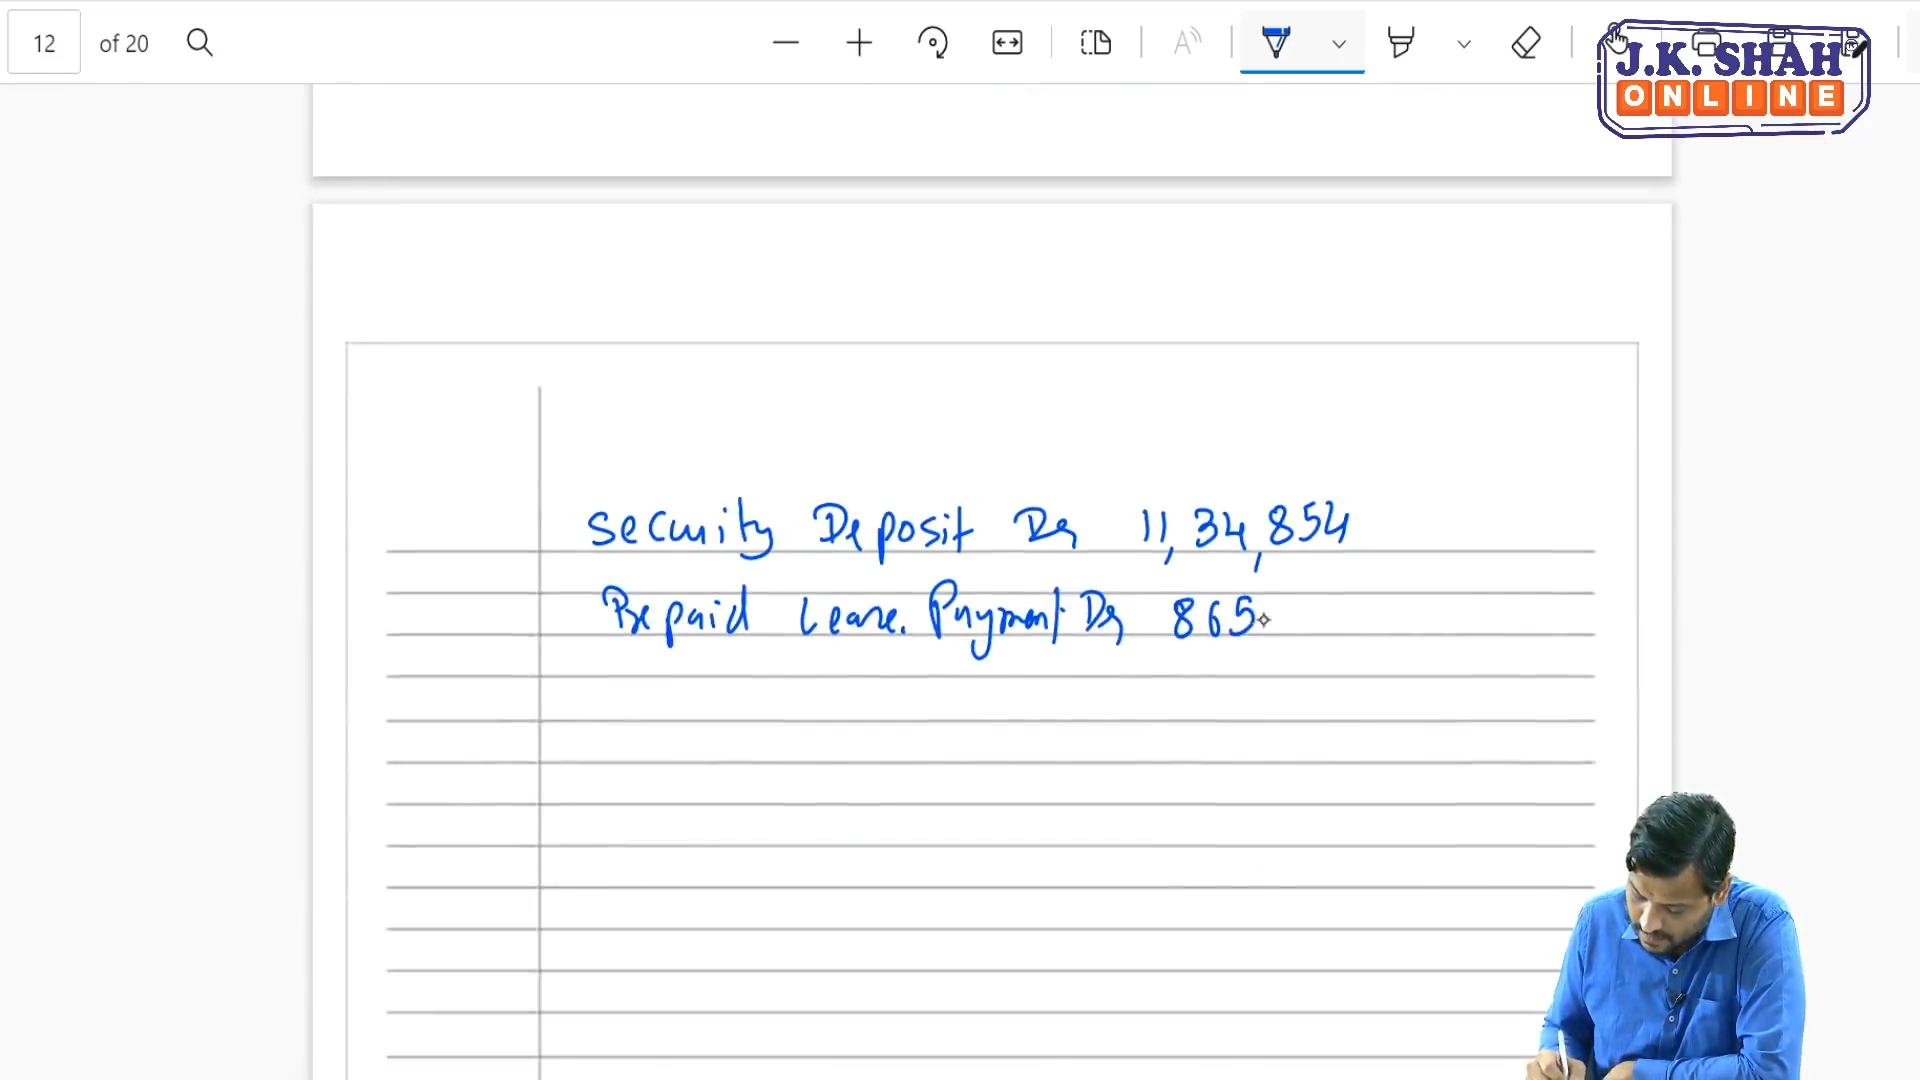 12 of 20
J.K. SHAH
ONLINE
Security Deposit Dr 11,34,854
Prepaid Lease. Payment Dr 865